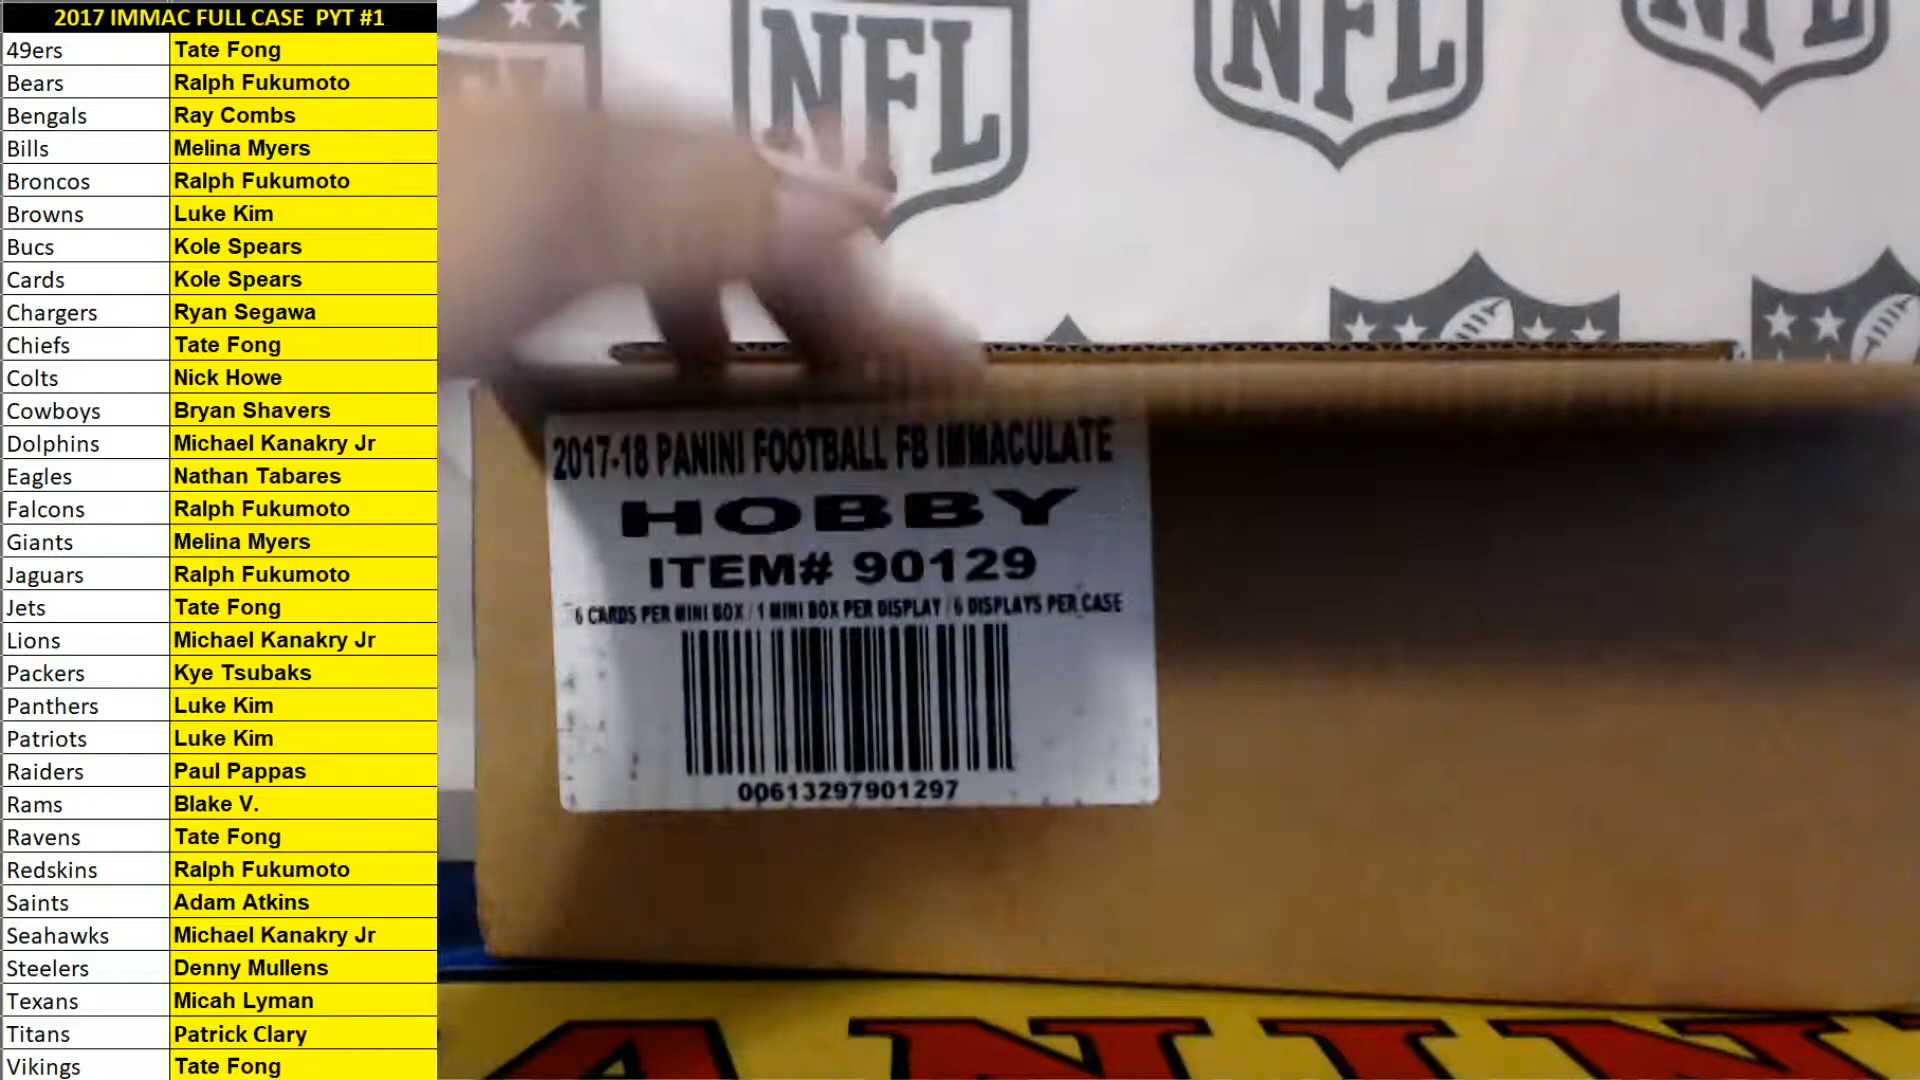 2017 IMMAC FULL CASE PYT #1
49ers Tate Fong
Bears Ralph Fukumoto
Bengals Ray Combs
Bills Melina Myers
Broncos Ralph Fukumoto
Browns Luke Kim
Bucs Kole Spears
Cards Kole Spears
Chargers Ryan Segawa
Chiefs Tate Fong
Colts Nick Howe
Cowboys Bryan Shavers
Dolphins Michael Kanakry Jr
Eagles Nathan Tabares
Falcons Ralph Fukumoto
Giants Melina Myers
Jaguars Ralph Fukumoto
Jets Tate Fong
Lions Michael Kanakry Jr
Packers Kye Tsubaks
Panthers Luke Kim
Patriots Luke Kim
Raiders Paul Pappas
Rams Blake V.
Ravens Tate Fong
Redskins Ralph Fukumoto
Saints Adam Atkins
Seahawks Michael Kanakry Jr
Steelers Denny Mullens
Texans Micah Lyman
Titans Patrick Clary
Vikings Tate Fong
NFL
NFL
NFL
2017-18 PANINI FOOTBALL FB IMMACULATE
HOBBY
ITEM# 90129
6 CARDS PER MINI BOX / 1 MINI BOX PER DISPLAY / 6 DISPLAYS PER CASE
00613297901297